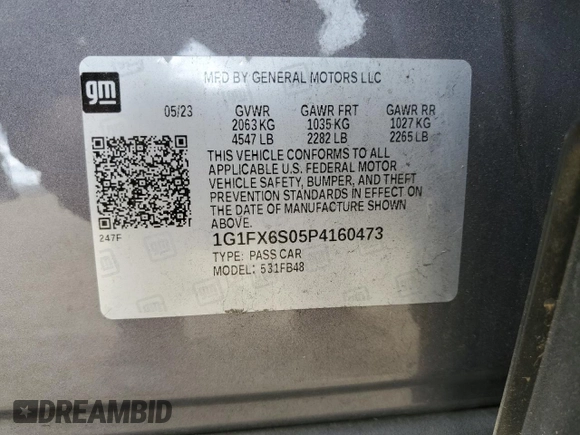 gm
MFD BY GENERAL MOTORS LLC
05/23 GVWR GAWR FRT GAWR RR
2063 KG 1035 KG 1027 KG
4547 LB 2282 LB 2265 LB
THIS VEHICLE CONFORMS TO ALL
APPLICABLE U.S. FEDERAL MOTOR
VEHICLE SAFETY, BUMPER, AND THEFT
PREVENTION STANDARDS IN EFFECT ON
THE DATE OF MANUFACTURE SHOWN
ABOVE.
247F
1G1FX6S05P4160473
TYPE: PASS CAR
MODEL: 531FB48
DREAMBID